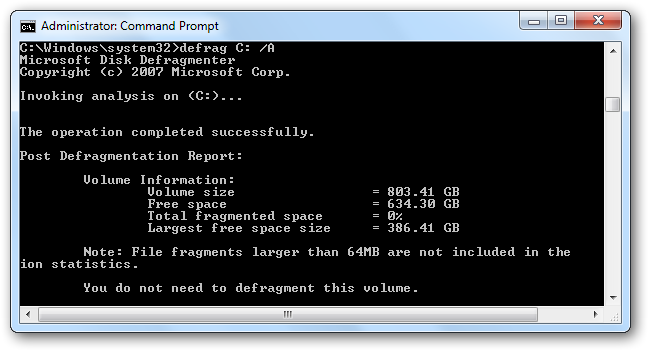 Administrator: Command Prompt
C:\Windows\system32>defrag C: /A
Microsoft Disk Defragmenter
Copyright (c) 2007 Microsoft Corp.
Invoking analysis on (C:)...
The operation completed successfully.
Post Defragmentation Report:
Volume Information:
Volume size = 803.41 GB
Free space = 634.30 GB
Total fragmented space = 0%
Largest free space size = 386.41 GB
Note: File fragments larger than 64MB are not included in the
ion statistics.
You do not need to defragment this volume.